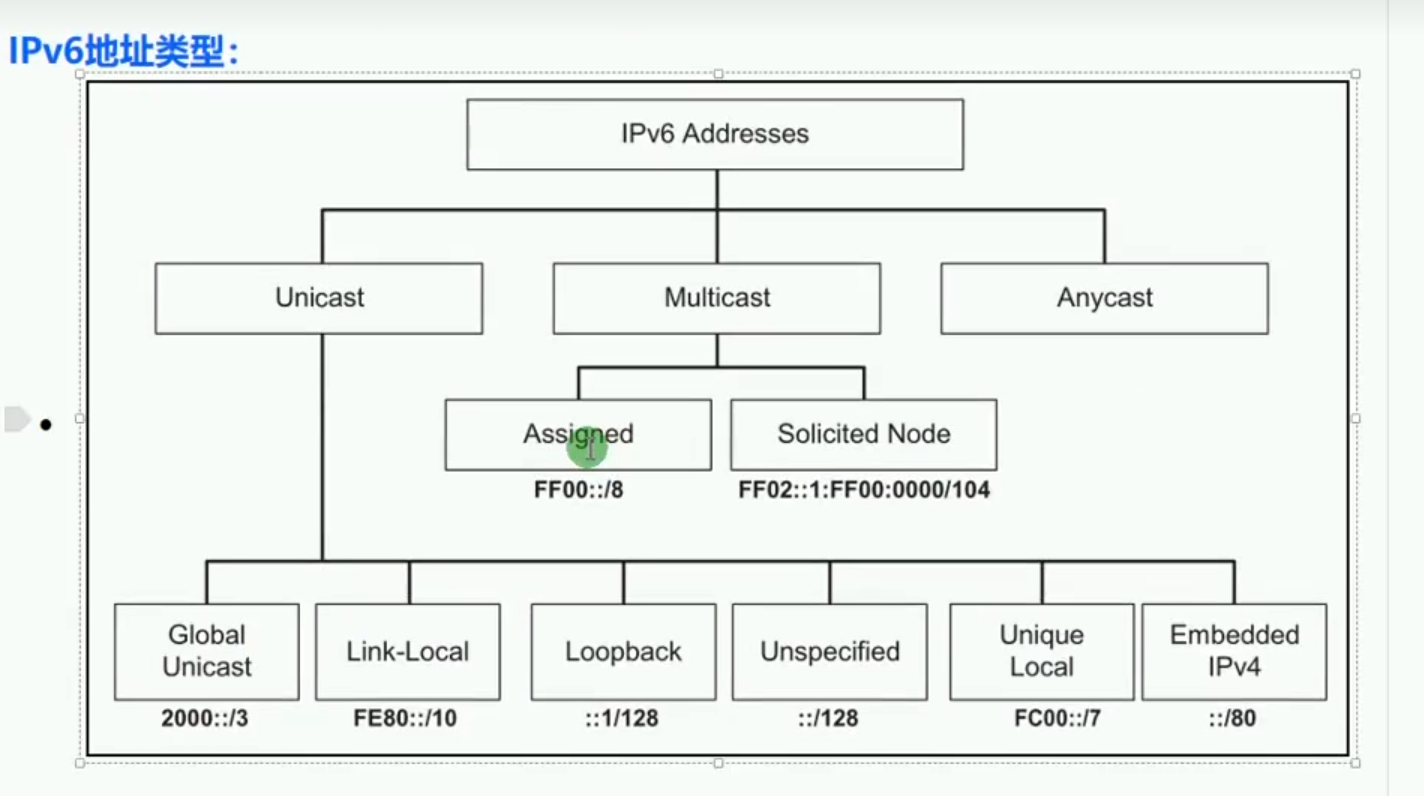 IPv6地址类型:
IPv6 Addresses
Unicast
Multicast
Anycast
Assigned
Solicited Node
FF00::/8
FF02::1:FF00:0000/104
Global
Unicast
Link-Local
Loopback
Unspecified
Unique
Local
Embedded
IPv4
2000::/3
FE80::/10
::1/128
::/128
FC00::/7
::/80